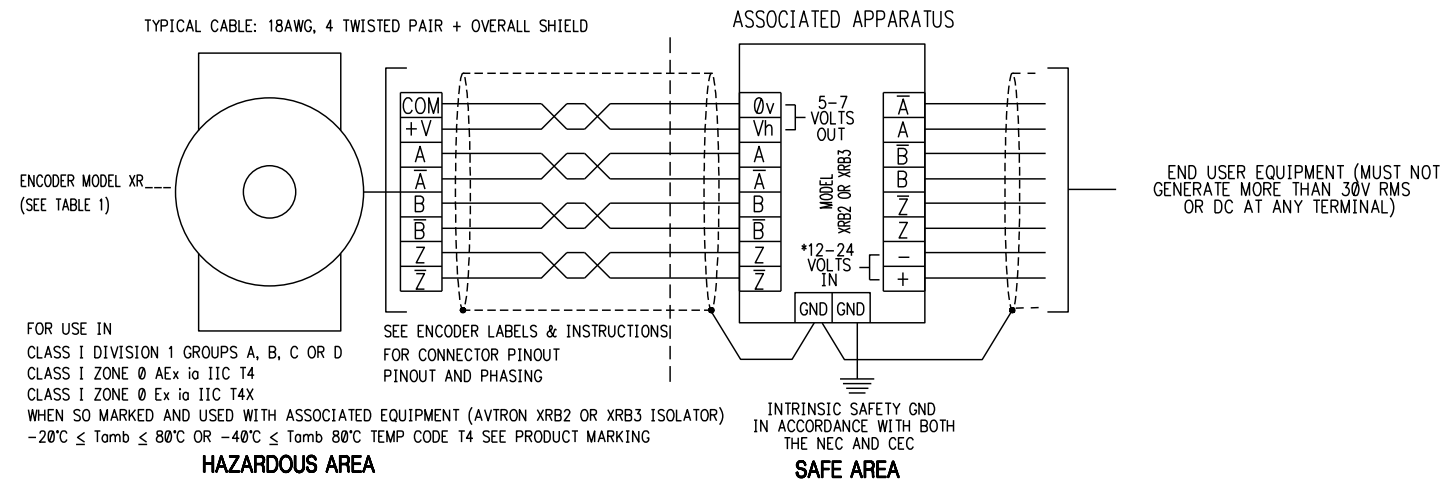 TYPICAL CABLE: 18AWG, 4 TWISTED PAIR + OVERALL SHIELD
ASSOCIATED APPARATUS
ENCODER MODEL XR___
(SEE TABLE 1)
COM
+V
A
A̅
B
B̅
Z
Z̅
0v
Vh
A
A̅
B
B̅
Z
Z̅
5-7
VOLTS
OUT
MODEL
XRB2 OR XRB3
*12-24
VOLTS
IN
A̅
A
B̅
B
Z̅
Z
-
+
GND
GND
END USER EQUIPMENT (MUST NOT
GENERATE MORE THAN 30V RMS
OR DC AT ANY TERMINAL)
SEE ENCODER LABELS & INSTRUCTIONS
FOR CONNECTOR PINOUT
PINOUT AND PHASING
FOR USE IN
CLASS I DIVISION 1 GROUPS A, B, C OR D
CLASS I ZONE 0 AEx ia IIC T4
CLASS I ZONE 0 Ex ia IIC T4X
WHEN SO MARKED AND USED WITH ASSOCIATED EQUIPMENT (AVTRON XRB2 OR XRB3 ISOLATOR)
-20°C ≤ Tamb ≤ 80°C OR -40°C ≤ Tamb 80°C TEMP CODE T4 SEE PRODUCT MARKING
HAZARDOUS AREA
INTRINSIC SAFETY GND
IN ACCORDANCE WITH BOTH
THE NEC AND CEC
SAFE AREA